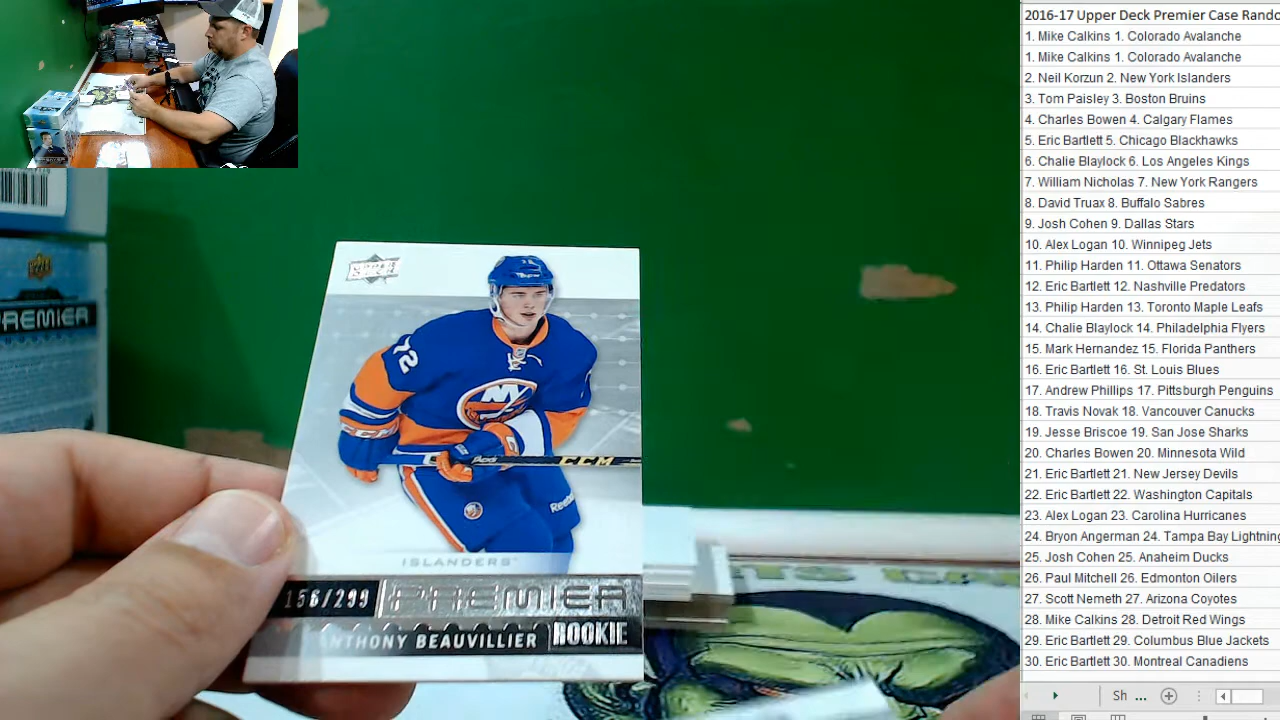 2016-17 Upper Deck Premier Case Rando
1. Mike Calkins 1. Colorado Avalanche
1. Mike Calkins 1. Colorado Avalanche
2. Neil Korzun 2. New York Islanders
3. Tom Paisley 3. Boston Bruins
4. Charles Bowen 4. Calgary Flames
5. Eric Bartlett 5. Chicago Blackhawks
6. Chalie Blaylock 6. Los Angeles Kings
7. William Nicholas 7. New York Rangers
8. David Truax 8. Buffalo Sabres
9. Josh Cohen 9. Dallas Stars
10. Alex Logan 10. Winnipeg Jets
11. Philip Harden 11. Ottawa Senators
12. Eric Bartlett 12. Nashville Predators
13. Philip Harden 13. Toronto Maple Leafs
14. Chalie Blaylock 14. Philadelphia Flyers
15. Mark Hernandez 15. Florida Panthers
16. Eric Bartlett 16. St. Louis Blues
17. Andrew Phillips 17. Pittsburgh Penguins
18. Travis Novak 18. Vancouver Canucks
19. Jesse Briscoe 19. San Jose Sharks
20. Charles Bowen 20. Minnesota Wild
21. Eric Bartlett 21. New Jersey Devils
22. Eric Bartlett 22. Washington Capitals
23. Alex Logan 23. Carolina Hurricanes
24. Bryon Angerman 24. Tampa Bay Lightning
25. Josh Cohen 25. Anaheim Ducks
26. Paul Mitchell 26. Edmonton Oilers
27. Scott Nemeth 27. Arizona Coyotes
28. Mike Calkins 28. Detroit Red Wings
29. Eric Bartlett 29. Columbus Blue Jackets
30. Eric Bartlett 30. Montreal Canadiens
Sh ...
REMIER
72
NY
CCM
Reebok
ISLANDERS
156/299 PREMIER
NTHONY BEAUVILLIER ROOKIE